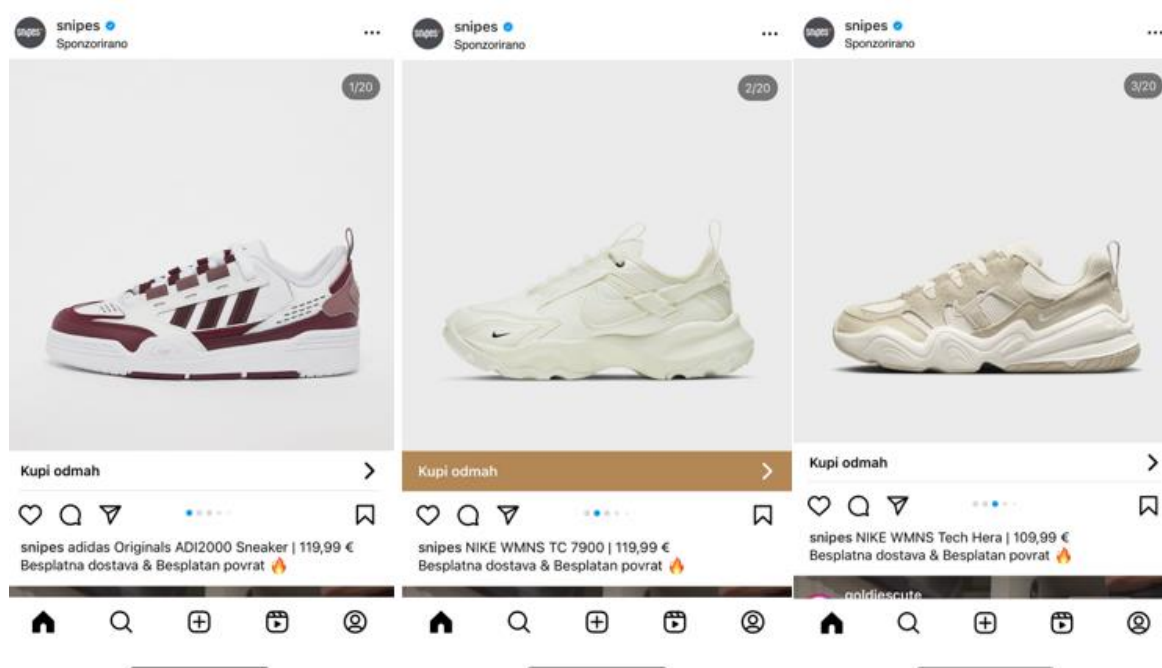 snipes
Sponzorirano
1/20
Kupi odmah
snipes adidas Originals ADI2000 Sneaker | 119,99 €
Besplatna dostava & Besplatan povrat 🔥
snipes
Sponzorirano
2/20
Kupi odmah
snipes NIKE WMNS TC 7900 | 119,99 €
Besplatna dostava & Besplatan povrat 🔥
snipes
Sponzorirano
3/20
Kupi odmah
snipes NIKE WMNS Tech Hera | 109,99 €
Besplatna dostava & Besplatan povrat 🔥
goldiescute